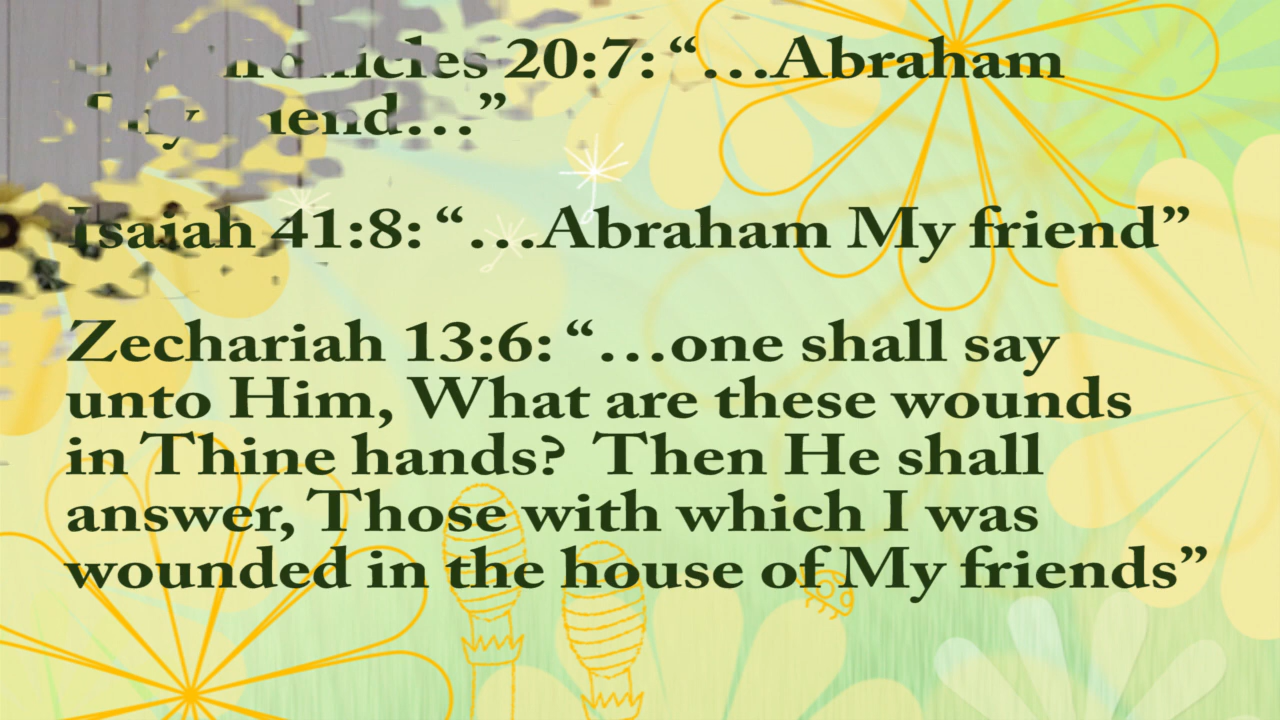 20:7: “…Abraham
…”
Isaiah 41:8: “…Abraham My friend”
Zechariah 13:6: “…one shall say
unto Him, What are these wounds
in Thine hands?  Then He shall
answer, Those with which I was
wounded in the house of My friends”